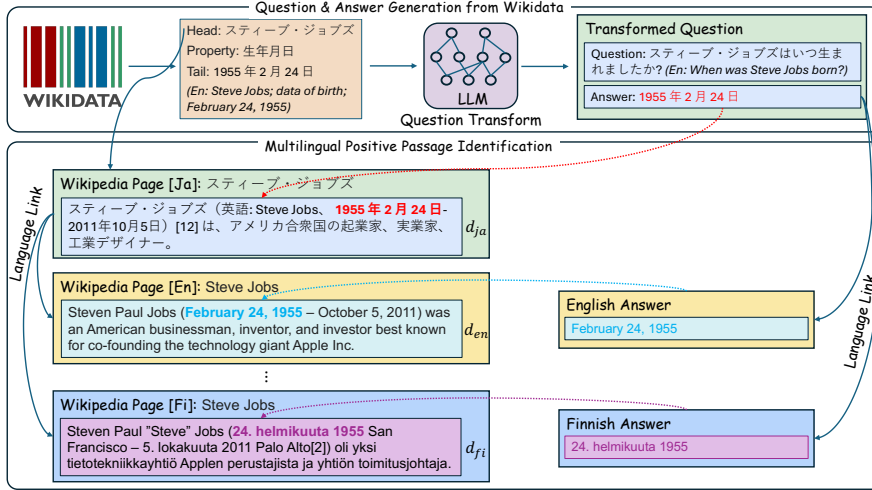 Question & Answer Generation from Wikidata
WIKIDATA
Head: スティーブ・ジョブズ
Property: 生年月日
Tail: 1955 年 2 月 24 日
(En: Steve Jobs; data of birth;
February 24, 1955)
LLM
Question Transform
Transformed Question
Question: スティーブ・ジョブズはいつ生ま
れましたか? (En: When was Steve Jobs born?)
Answer: 1955 年 2 月 24 日
Multilingual Positive Passage Identification
Language Link
Wikipedia Page [Ja]: スティーブ・ジョブズ
スティーブ・ジョブズ（英語: Steve Jobs、 1955 年 2 月 24 日-
2011年10月5日）[12] は、アメリカ合衆国の起業家、実業家、
工業デザイナー。
d_ja
Wikipedia Page [En]: Steve Jobs
Steven Paul Jobs (February 24, 1955 – October 5, 2011) was
an American businessman, inventor, and investor best known
for co-founding the technology giant Apple Inc.
d_en
English Answer
February 24, 1955
Language Link
⋮
Wikipedia Page [Fi]: Steve Jobs
Steven Paul "Steve" Jobs (24. helmikuuta 1955 San
Francisco – 5. lokakuuta 2011 Palo Alto[2]) oli yksi
tietotekniikkayhtiö Applen perustajista ja yhtiön toimitusjohtaja.
d_fi
Finnish Answer
24. helmikuuta 1955